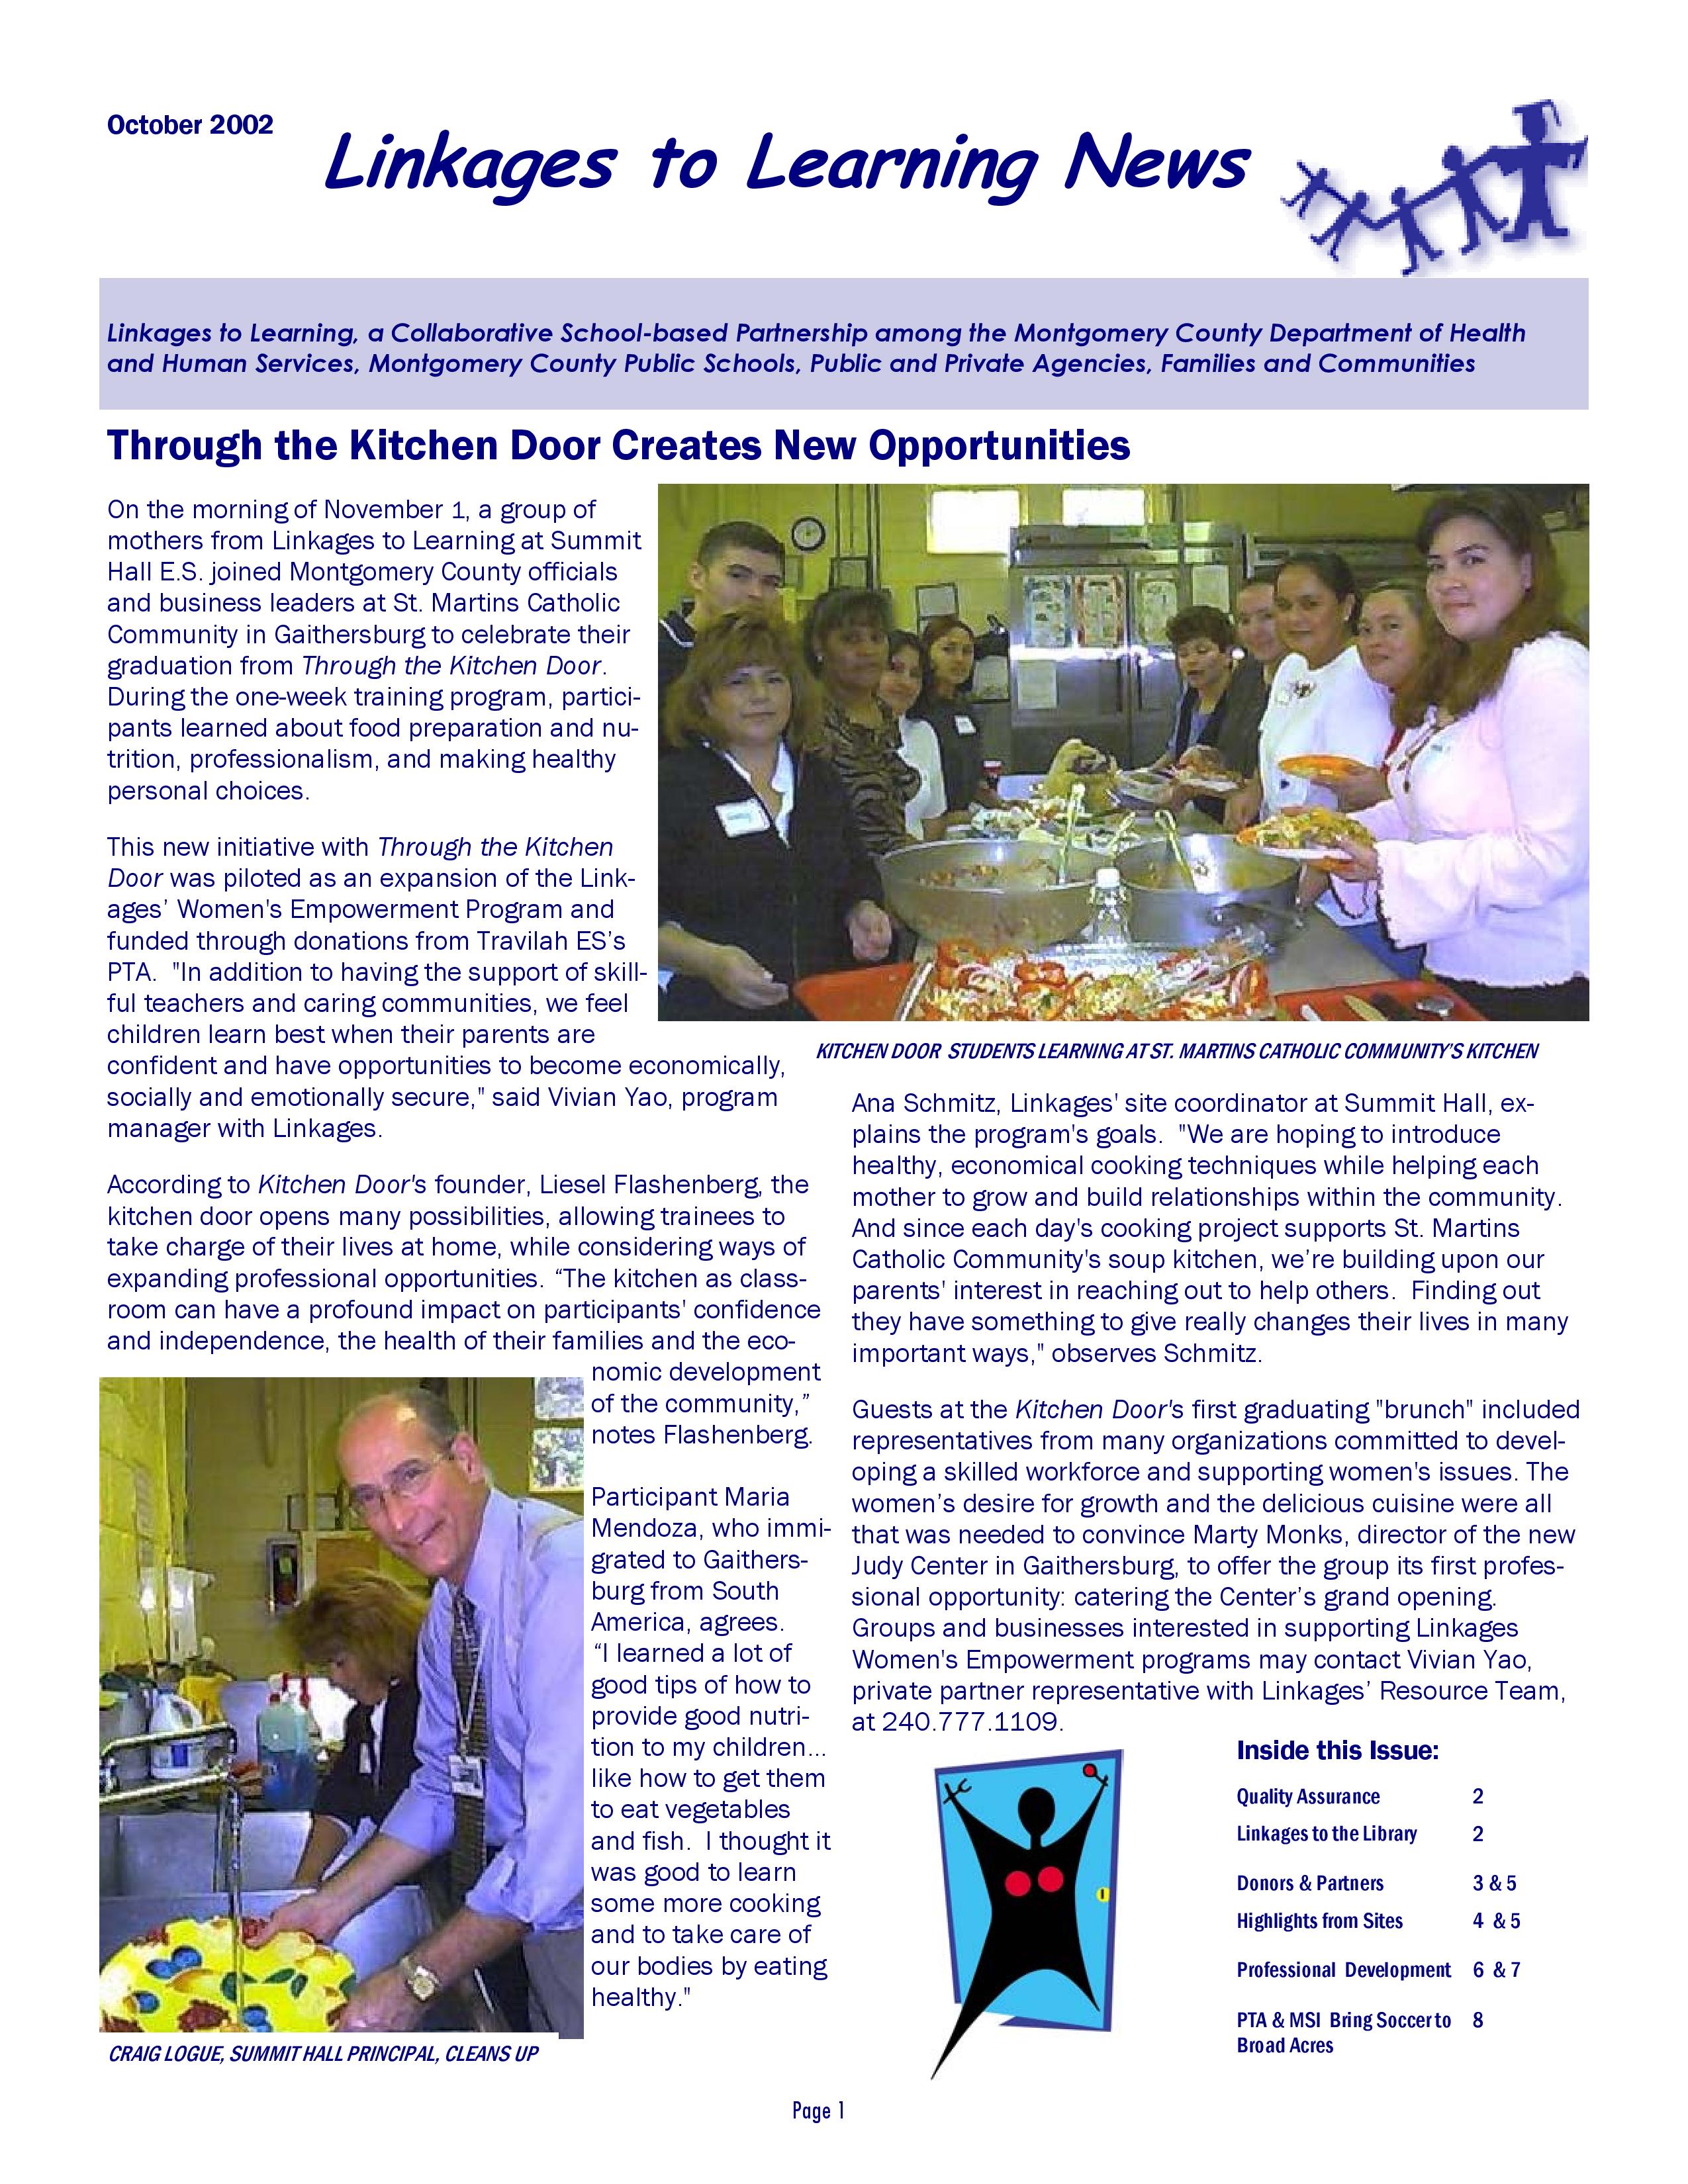 October 2002
Linkages to Learning News
Linkages to Learning, a Collaborative School-based Partnership among the Montgomery County Department of Health
and Human Services, Montgomery County Public Schools, Public and Private Agencies, Families and Communities
Through the Kitchen Door Creates New Opportunities
On the morning of November 1, a group of
mothers from Linkages to Learning at Summit
Hall E.S. joined Montgomery County officials
and business leaders at St. Martins Catholic
Community in Gaithersburg to celebrate their
graduation from Through the Kitchen Door.
During the one-week training program, partici-
pants learned about food preparation and nu-
trition, professionalism, and making healthy
personal choices.
This new initiative with Through the Kitchen
Door was piloted as an expansion of the Link-
ages’ Women's Empowerment Program and
funded through donations from Travilah ES’s
PTA.  "In addition to having the support of skill-
ful teachers and caring communities, we feel
children learn best when their parents are
confident and have opportunities to become economically,
socially and emotionally secure," said Vivian Yao, program
manager with Linkages.
According to Kitchen Door's founder, Liesel Flashenberg, the
kitchen door opens many possibilities, allowing trainees to
take charge of their lives at home, while considering ways of
expanding professional opportunities. “The kitchen as class-
room can have a profound impact on participants' confidence
and independence, the health of their families and the eco-
nomic development
of the community,”
notes Flashenberg.
Participant Maria
Mendoza, who immi-
grated to Gaithers-
burg from South
America, agrees.
“I learned a lot of
good tips of how to
provide good nutri-
tion to my children...
like how to get them
to eat vegetables
and fish.  I thought it
was good to learn
some more cooking
and to take care of
our bodies by eating
healthy."
CRAIG LOGUE, SUMMIT HALL PRINCIPAL, CLEANS UP
KITCHEN DOOR  STUDENTS LEARNING AT ST. MARTINS CATHOLIC COMMUNITY’S KITCHEN
Ana Schmitz, Linkages' site coordinator at Summit Hall, ex-
plains the program's goals.  "We are hoping to introduce
healthy, economical cooking techniques while helping each
mother to grow and build relationships within the community.
And since each day's cooking project supports St. Martins
Catholic Community's soup kitchen, we’re building upon our
parents' interest in reaching out to help others.  Finding out
they have something to give really changes their lives in many
important ways," observes Schmitz.
Guests at the Kitchen Door's first graduating "brunch" included
representatives from many organizations committed to devel-
oping a skilled workforce and supporting women's issues. The
women’s desire for growth and the delicious cuisine were all
that was needed to convince Marty Monks, director of the new
Judy Center in Gaithersburg, to offer the group its first profes-
sional opportunity: catering the Center’s grand opening.
Groups and businesses interested in supporting Linkages
Women's Empowerment programs may contact Vivian Yao,
private partner representative with Linkages’ Resource Team,
at 240.777.1109.
Inside this Issue:
Quality Assurance 2
Linkages to the Library 2
Donors & Partners 3 & 5
Highlights from Sites 4 & 5
Professional Development 6 & 7
PTA & MSI Bring Soccer to 8
Broad Acres
Page 1